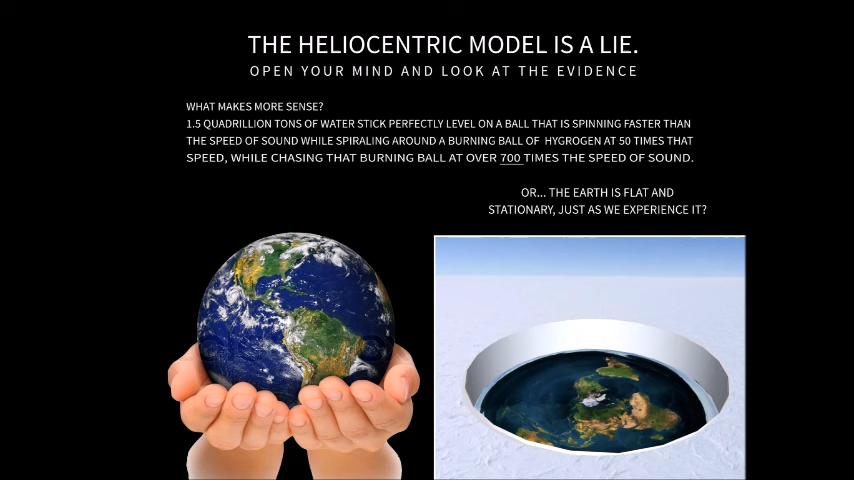 THE HELIOCENTRIC MODEL IS A LIE.
OPEN YOUR MIND AND LOOK AT THE EVIDENCE
WHAT MAKES MORE SENSE?
1.5 QUADRILLION TONS OF WATER STICK PERFECTLY LEVEL ON A BALL THAT IS SPINNING FASTER THAN
THE SPEED OF SOUND WHILE SPIRALING AROUND A BURNING BALL OF HYGROGEN AT 50 TIMES THAT
SPEED, WHILE CHASING THAT BURNING BALL AT OVER 700 TIMES THE SPEED OF SOUND.
OR... THE EARTH IS FLAT AND
STATIONARY, JUST AS WE EXPERIENCE IT?